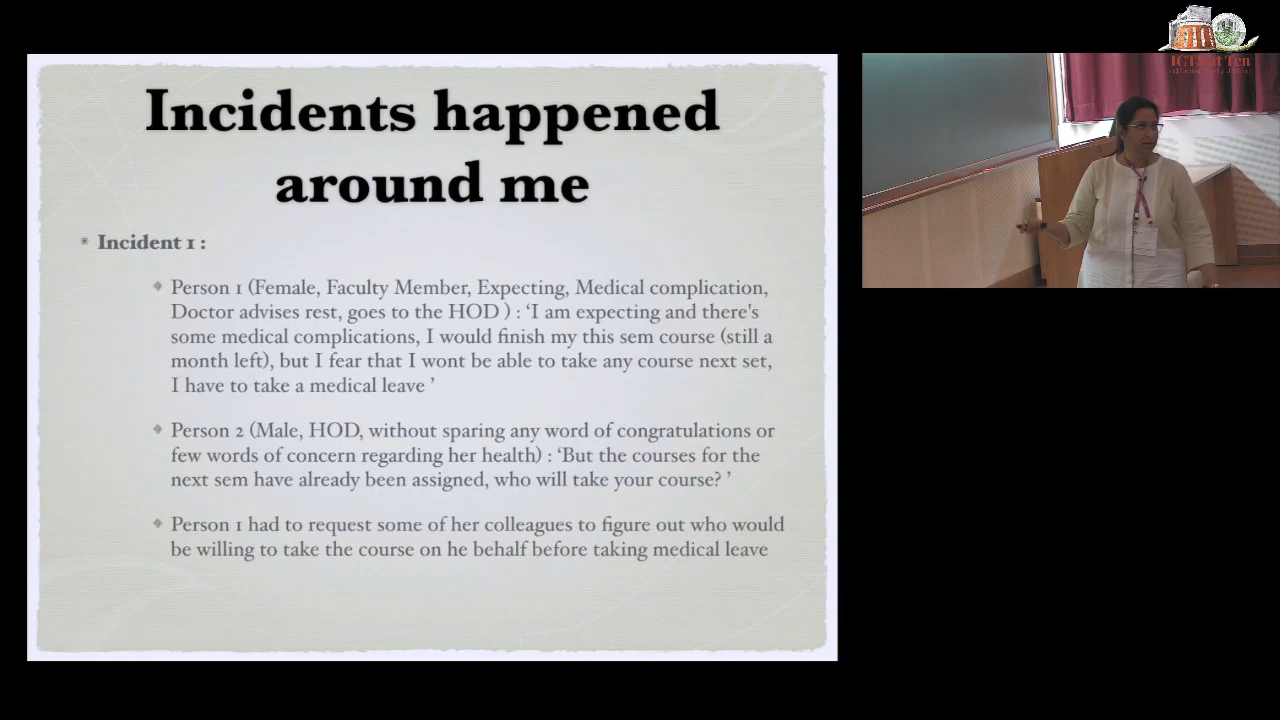 Incidents happened
around me
* Incident 1 :
Person 1 (Female, Faculty Member, Expecting, Medical complication,
Doctor advises rest, goes to the HOD ) : ‘I am expecting and there's
some medical complications, I would finish my this sem course (still a
month left), but I fear that I wont be able to take any course next set,
I have to take a medical leave ’
Person 2 (Male, HOD, without sparing any word of congratulations or
few words of concern regarding her health) : ‘But the courses for the
next sem have already been assigned, who will take your course? ’
Person 1 had to request some of her colleagues to figure out who would
be willing to take the course on he behalf before taking medical leave
ICTS at Ten